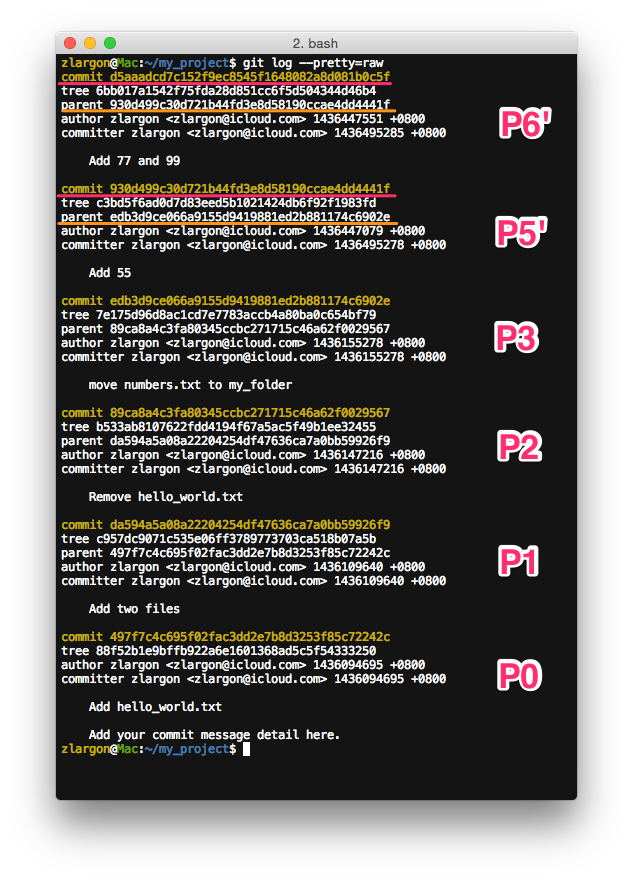 2. bash
zlargon@Mac:~/my_project$ git log --pretty=raw
commit d5aaadcd7c152f9ec8545f1648082a8d081b0c5f
tree 6bb017a1542f75fda28d851cc6f5d504344d46b4
parent 930d499c30d721b44fd3e8d58190ccae4dd4441f
author zlargon <zlargon@icloud.com> 1436447551 +0800
committer zlargon <zlargon@icloud.com> 1436495285 +0800
P6'
Add 77 and 99
commit 930d499c30d721b44fd3e8d58190ccae4dd4441f
tree c3bd5f6ad0d7d83eed5b1021424db6f92f1983fd
parent edb3d9ce066a9155d9419881ed2b881174c6902e
author zlargon <zlargon@icloud.com> 1436447079 +0800
committer zlargon <zlargon@icloud.com> 1436495278 +0800
P5'
Add 55
commit edb3d9ce066a9155d9419881ed2b881174c6902e
tree 7e175d96d8ac1cd7e7783accb4a80ba0c654bf79
parent 89ca8a4c3fa80345ccbc271715c46a62f0029567
author zlargon <zlargon@icloud.com> 1436155278 +0800
committer zlargon <zlargon@icloud.com> 1436155278 +0800
P3
move numbers.txt to my_folder
commit 89ca8a4c3fa80345ccbc271715c46a62f0029567
tree b533ab8107622fdd4194f67a5ac5f49b1ee32455
parent da594a5a08a22204254df47636ca7a0bb59926f9
author zlargon <zlargon@icloud.com> 1436147216 +0800
committer zlargon <zlargon@icloud.com> 1436147216 +0800
P2
Remove hello_world.txt
commit da594a5a08a22204254df47636ca7a0bb59926f9
tree c957dc9071c535e06ff3789773703ca518b07a5b
parent 497f7c4c695f02fac3dd2e7b8d3253f85c72242c
author zlargon <zlargon@icloud.com> 1436109640 +0800
committer zlargon <zlargon@icloud.com> 1436109640 +0800
P1
Add two files
commit 497f7c4c695f02fac3dd2e7b8d3253f85c72242c
tree 88f52b1e9bffb922a6e1601368ad5c5f54333250
author zlargon <zlargon@icloud.com> 1436094695 +0800
committer zlargon <zlargon@icloud.com> 1436094695 +0800
P0
Add hello_world.txt
Add your commit message detail here.
zlargon@Mac:~/my_project$